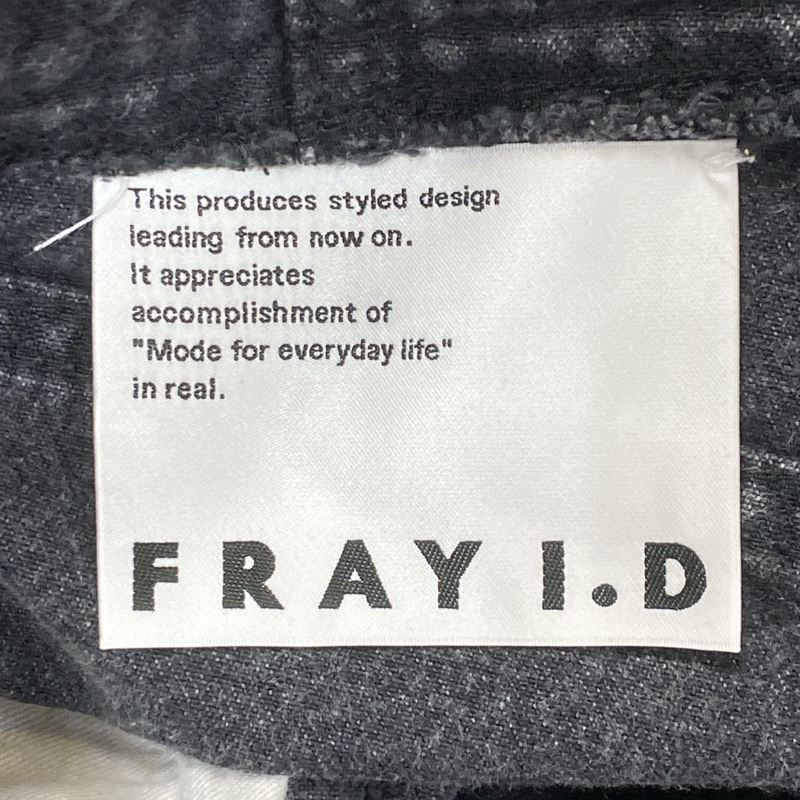 This produces styled design
leading from now on.
It appreciates
accomplishment of
"Mode for everyday life"
in real.
FRAY I.D